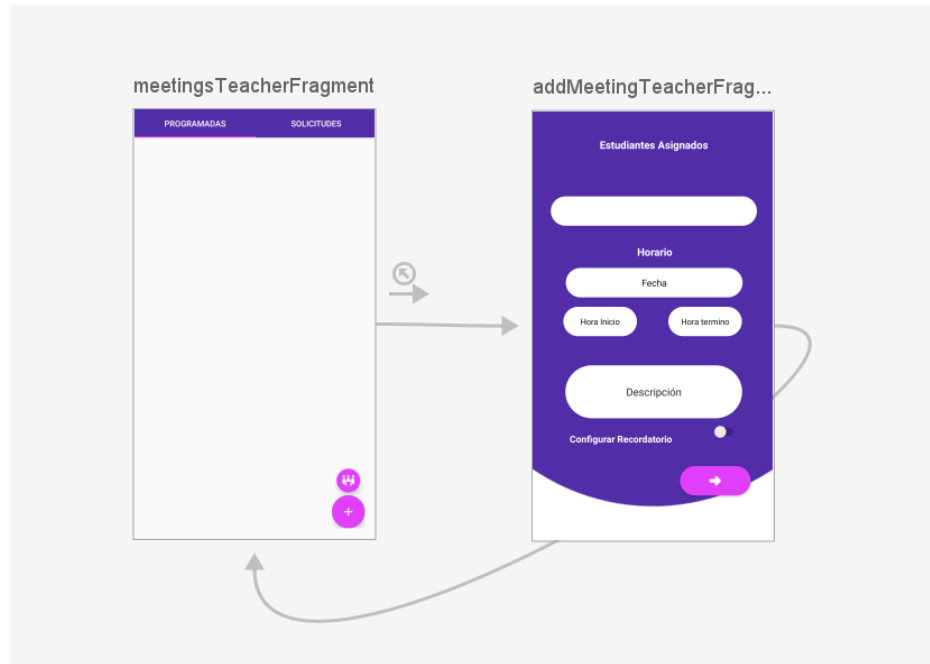 meetingsTeacherFragment
PROGRAMADAS
SOLICITUDES
+
addMeetingTeacherFrag...
Estudiantes Asignados
Horario
Fecha
Hora Inicio
Hora termino
Descripción
Configurar Recordatorio